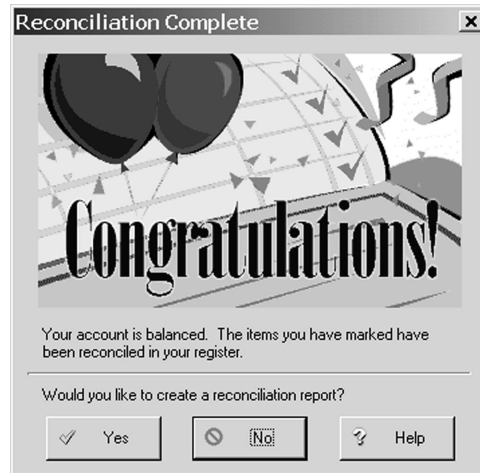 Reconciliation Complete
Congratulations!
Your account is balanced. The items you have marked have
been reconciled in your register.
Would you like to create a reconciliation report?
Yes No Help